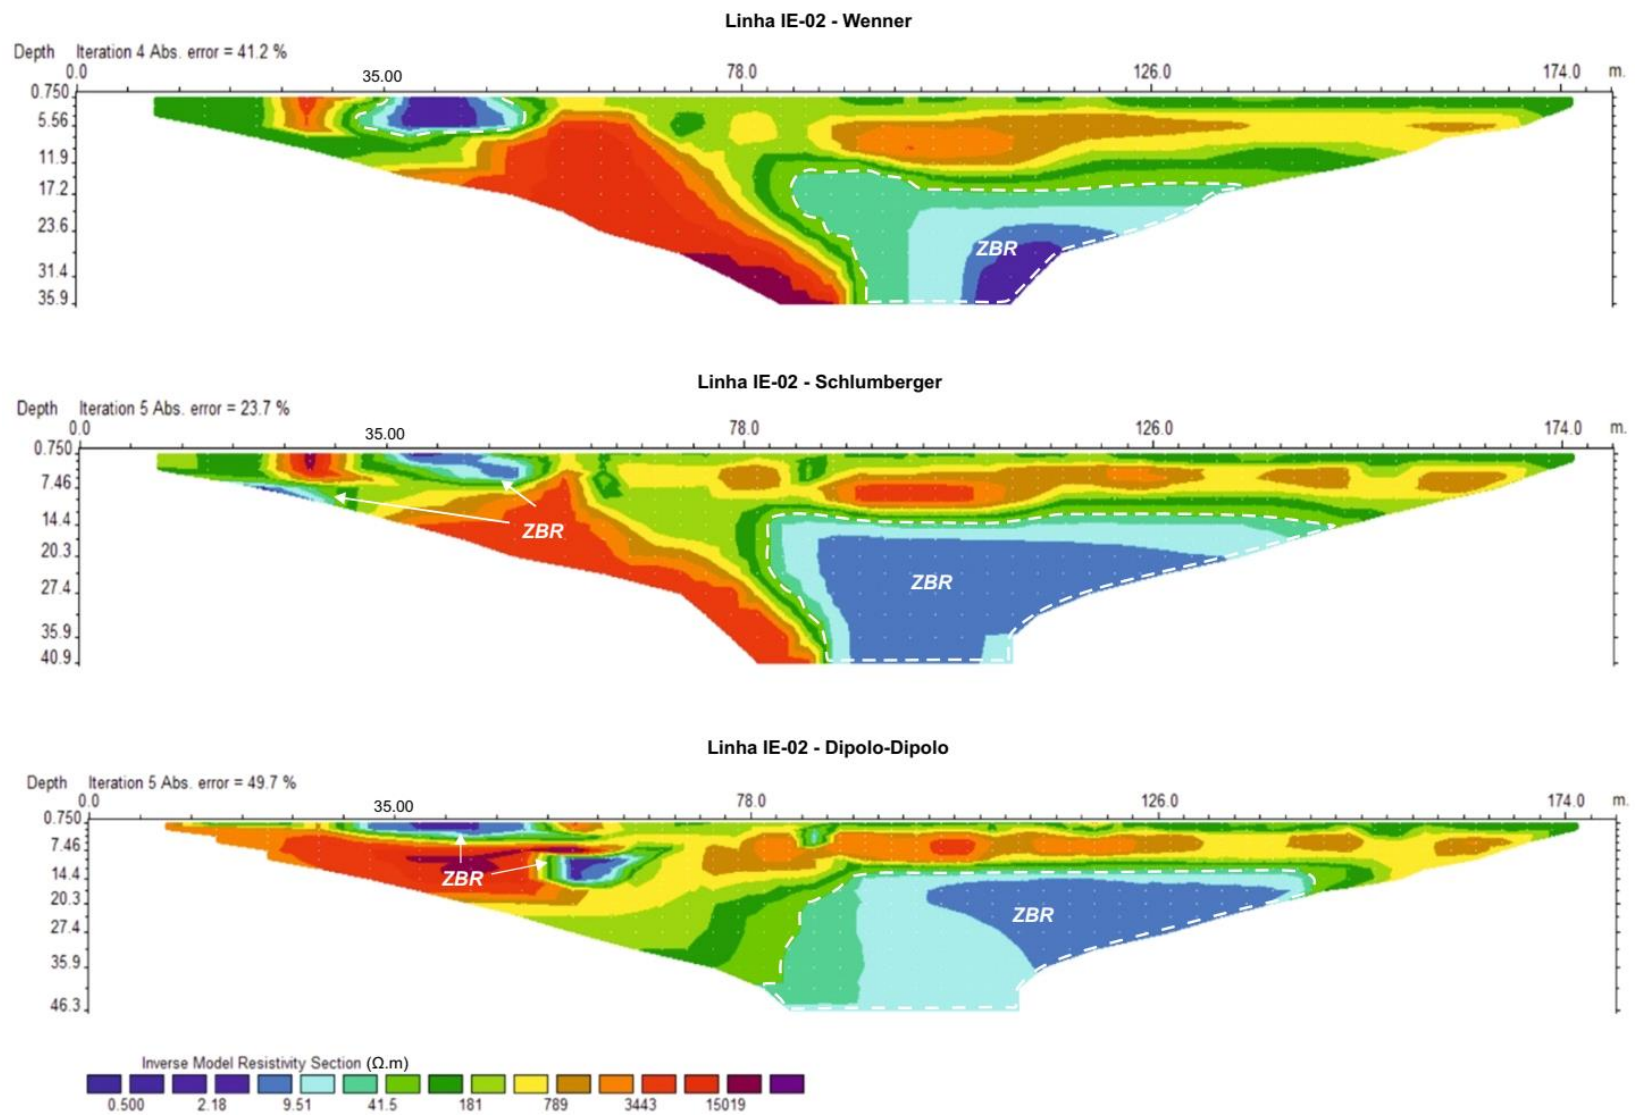 Linha IE-02 - Wenner
Depth Iteration 4 Abs. error = 41.2 %
0.0 35.00 78.0 126.0 174.0 m.
0.750
5.56
11.9
17.2
23.6
31.4
35.9
ZBR
Linha IE-02 - Schlumberger
Depth Iteration 5 Abs. error = 23.7 %
0.0 35.00 78.0 126.0 174.0 m.
0.750
7.46
14.4
20.3
27.4
35.9
40.9
ZBR
ZBR
Linha IE-02 - Dipolo-Dipolo
Depth Iteration 5 Abs. error = 49.7 %
0.0 35.00 78.0 126.0 174.0 m.
0.750
7.46
14.4
20.3
27.4
35.9
46.3
ZBR
ZBR
Inverse Model Resistivity Section (Ω.m)
0.500 2.18 9.51 41.5 181 789 3443 15019